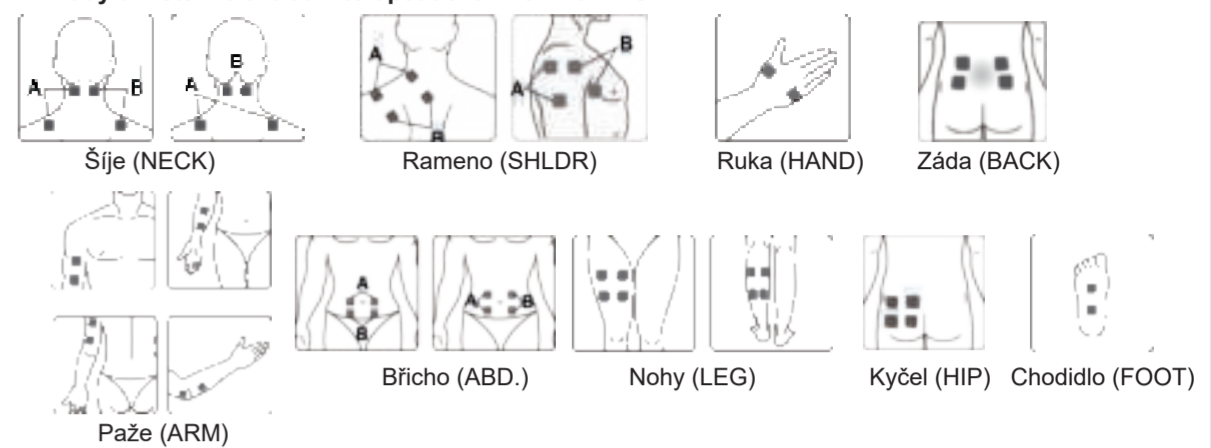 A B A B A B A B
Šíje (NECK) Rameno (SHLDR) Ruka (HAND) Záda (BACK)
A B A B
Břicho (ABD.) Nohy (LEG) Kyčel (HIP) Chodidlo (FOOT)
Paže (ARM)